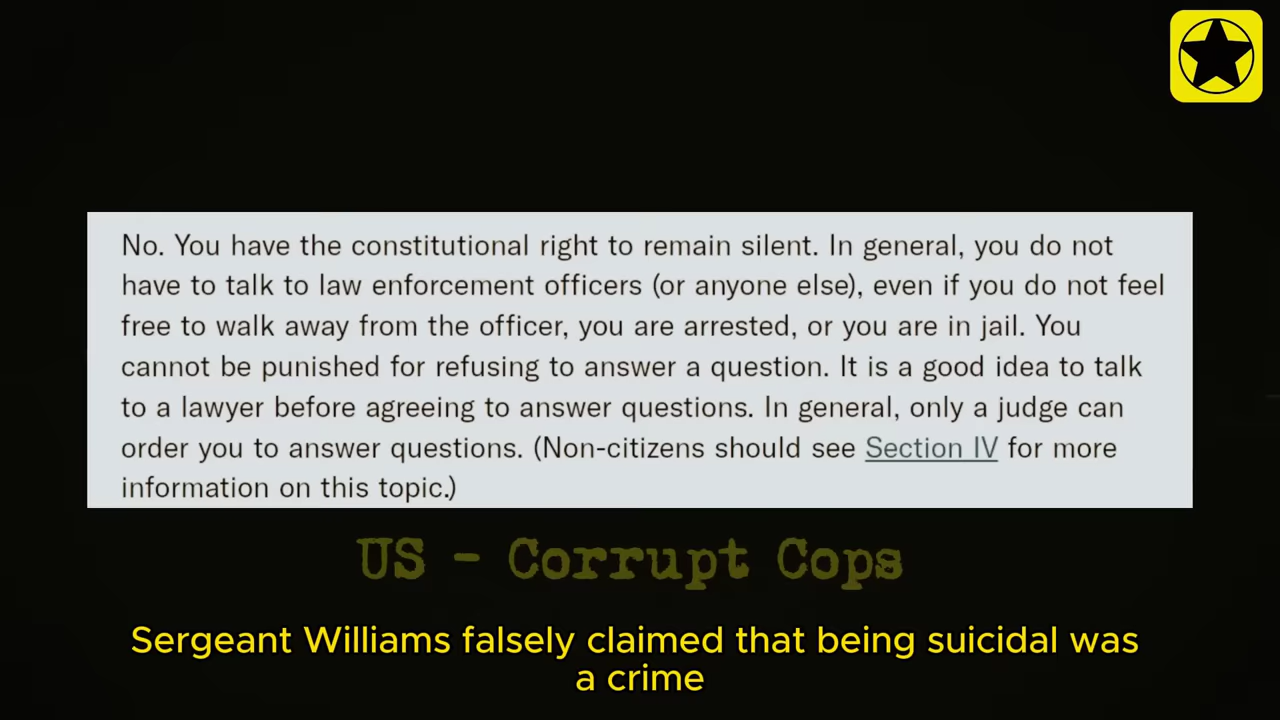 No. You have the constitutional right to remain silent. In general, you do not
have to talk to law enforcement officers (or anyone else), even if you do not feel
free to walk away from the officer, you are arrested, or you are in jail. You
cannot be punished for refusing to answer a question. It is a good idea to talk
to a lawyer before agreeing to answer questions. In general, only a judge can
order you to answer questions. (Non-citizens should see Section IV for more
information on this topic.)
US - Corrupt Cops
Sergeant Williams falsely claimed that being suicidal was
a crime